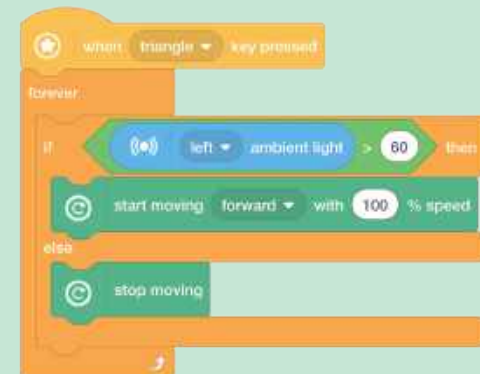 when triangle key pressed
forever
if left ambient light > 60 then
start moving forward with 100 % speed
else
stop moving